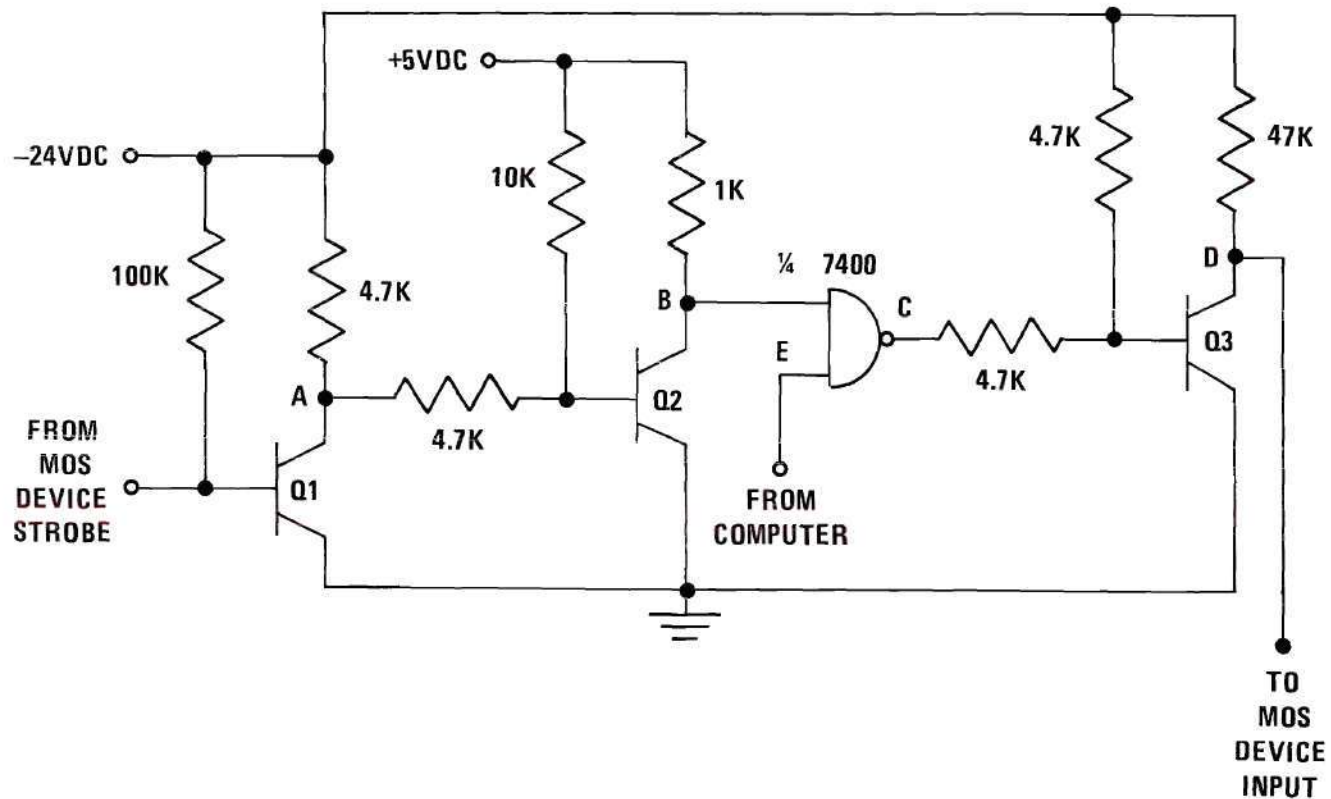 +5VDC
–24VDC
100K
4.7K
10K
1K
4.7K
47K
¼ 7400
A
B
C
D
E
4.7K
4.7K
Q1
Q2
Q3
FROM
MOS
DEVICE
STROBE
FROM
COMPUTER
TO
MOS
DEVICE
INPUT